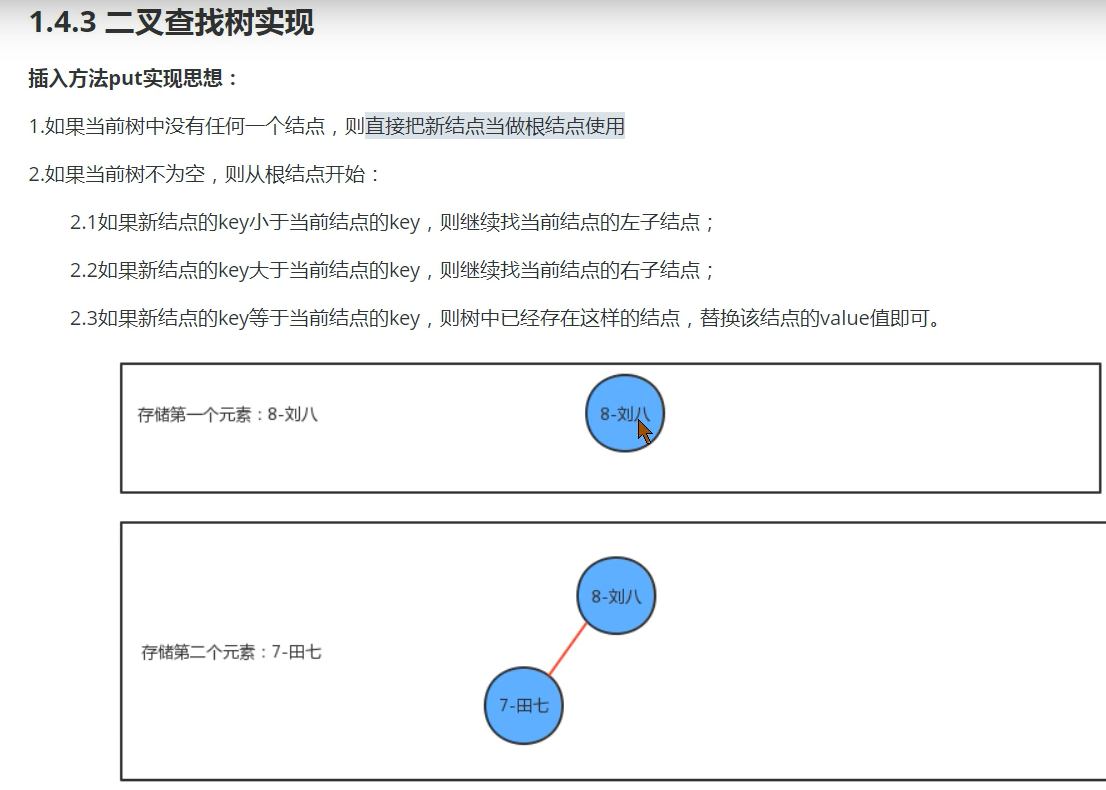 1.4.3 二叉查找树实现
插入方法put实现思想：
1.如果当前树中没有任何一个结点，则直接把新结点当做根结点使用
2.如果当前树不为空，则从根结点开始：
2.1如果新结点的key小于当前结点的key，则继续找当前结点的左子结点；
2.2如果新结点的key大于当前结点的key，则继续找当前结点的右子结点；
2.3如果新结点的key等于当前结点的key，则树中已经存在这样的结点，替换该结点的value值即可。
存储第一个元素：8-刘八
8-刘八
8-刘八
存储第二个元素：7-田七
7-田七